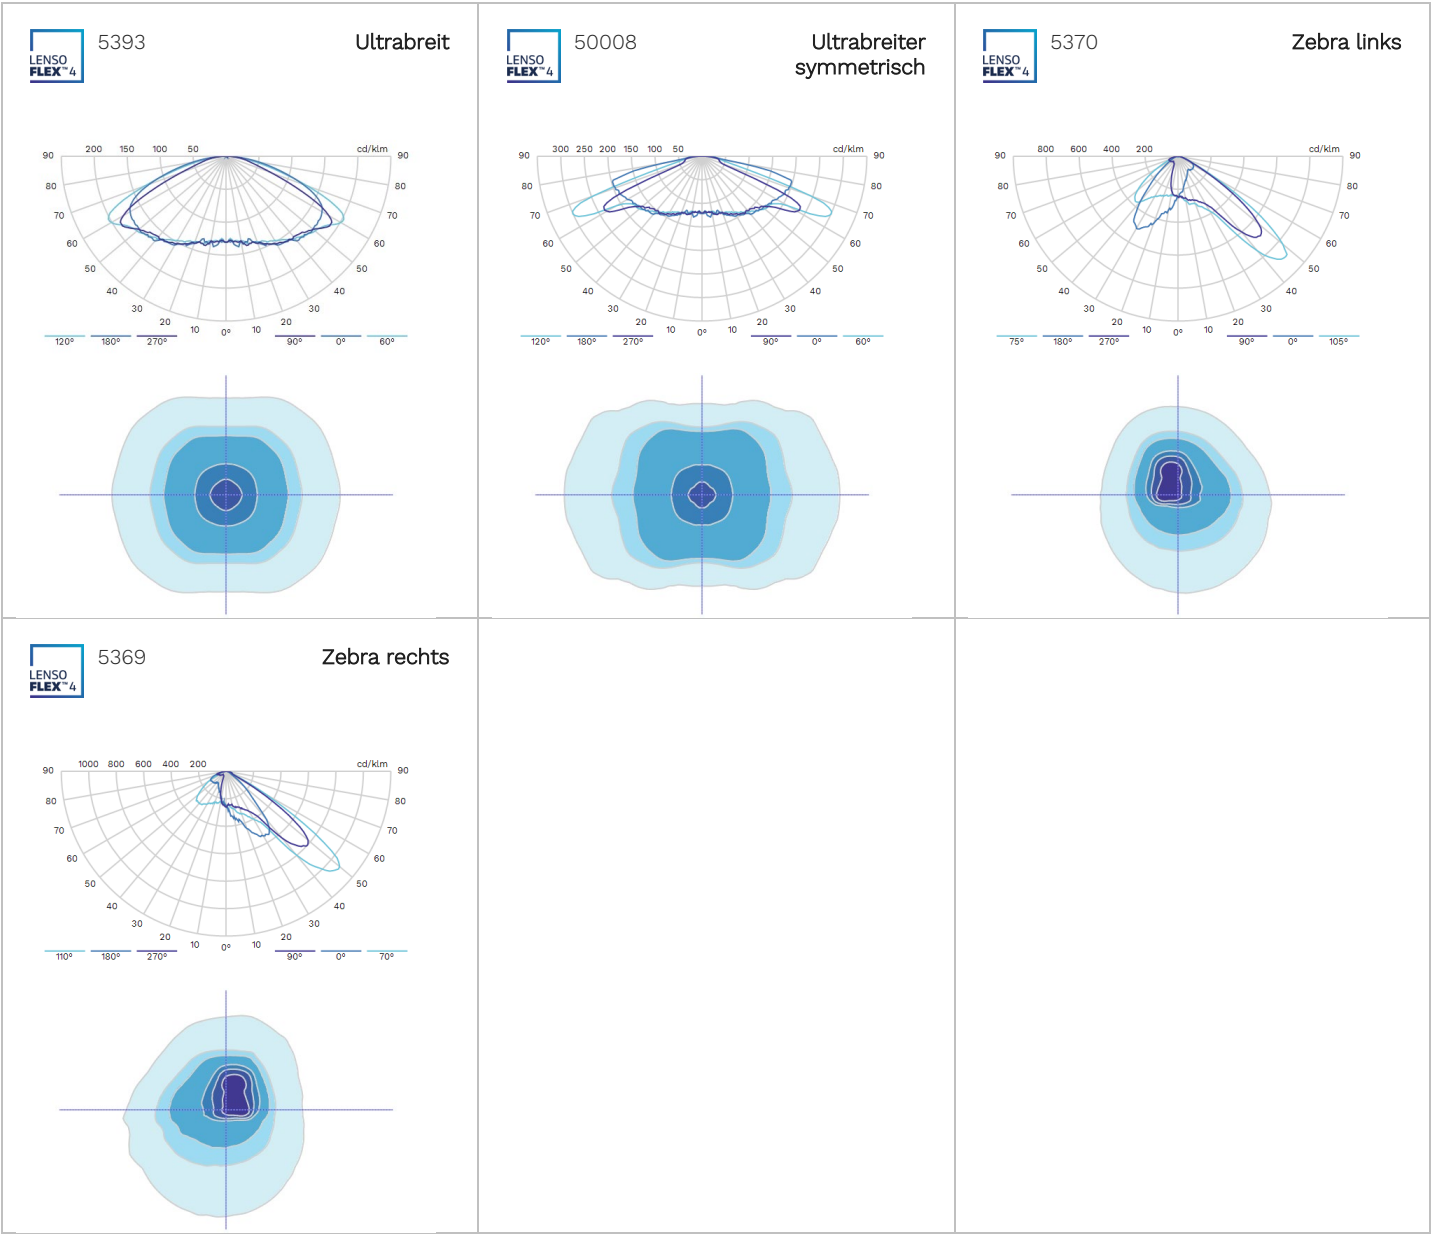 5393
Ultrabreit
LENSO
FLEX™4
200 150 100 50 cd/klm
90 90
80 80
70 70
60 60
50 50
40 40
30 30
20 20
10 0° 10
120° 180° 270° 90° 0° 60°
50008
Ultrabreiter
symmetrisch
LENSO
FLEX™4
300 250 200 150 100 50 cd/klm
90 90
80 80
70 70
60 60
50 50
40 40
30 30
20 20
10 0° 10
120° 180° 270° 90° 0° 60°
5370
Zebra links
LENSO
FLEX™4
800 600 400 200 cd/klm
90 90
80 80
70 70
60 60
50 50
40 40
30 30
20 20
10 0° 10
75° 180° 270° 90° 0° 105°
5369
Zebra rechts
LENSO
FLEX™4
1000 800 600 400 200 cd/klm
90 90
80 80
70 70
60 60
50 50
40 40
30 30
20 20
10 0° 10
110° 180° 270° 90° 0° 70°